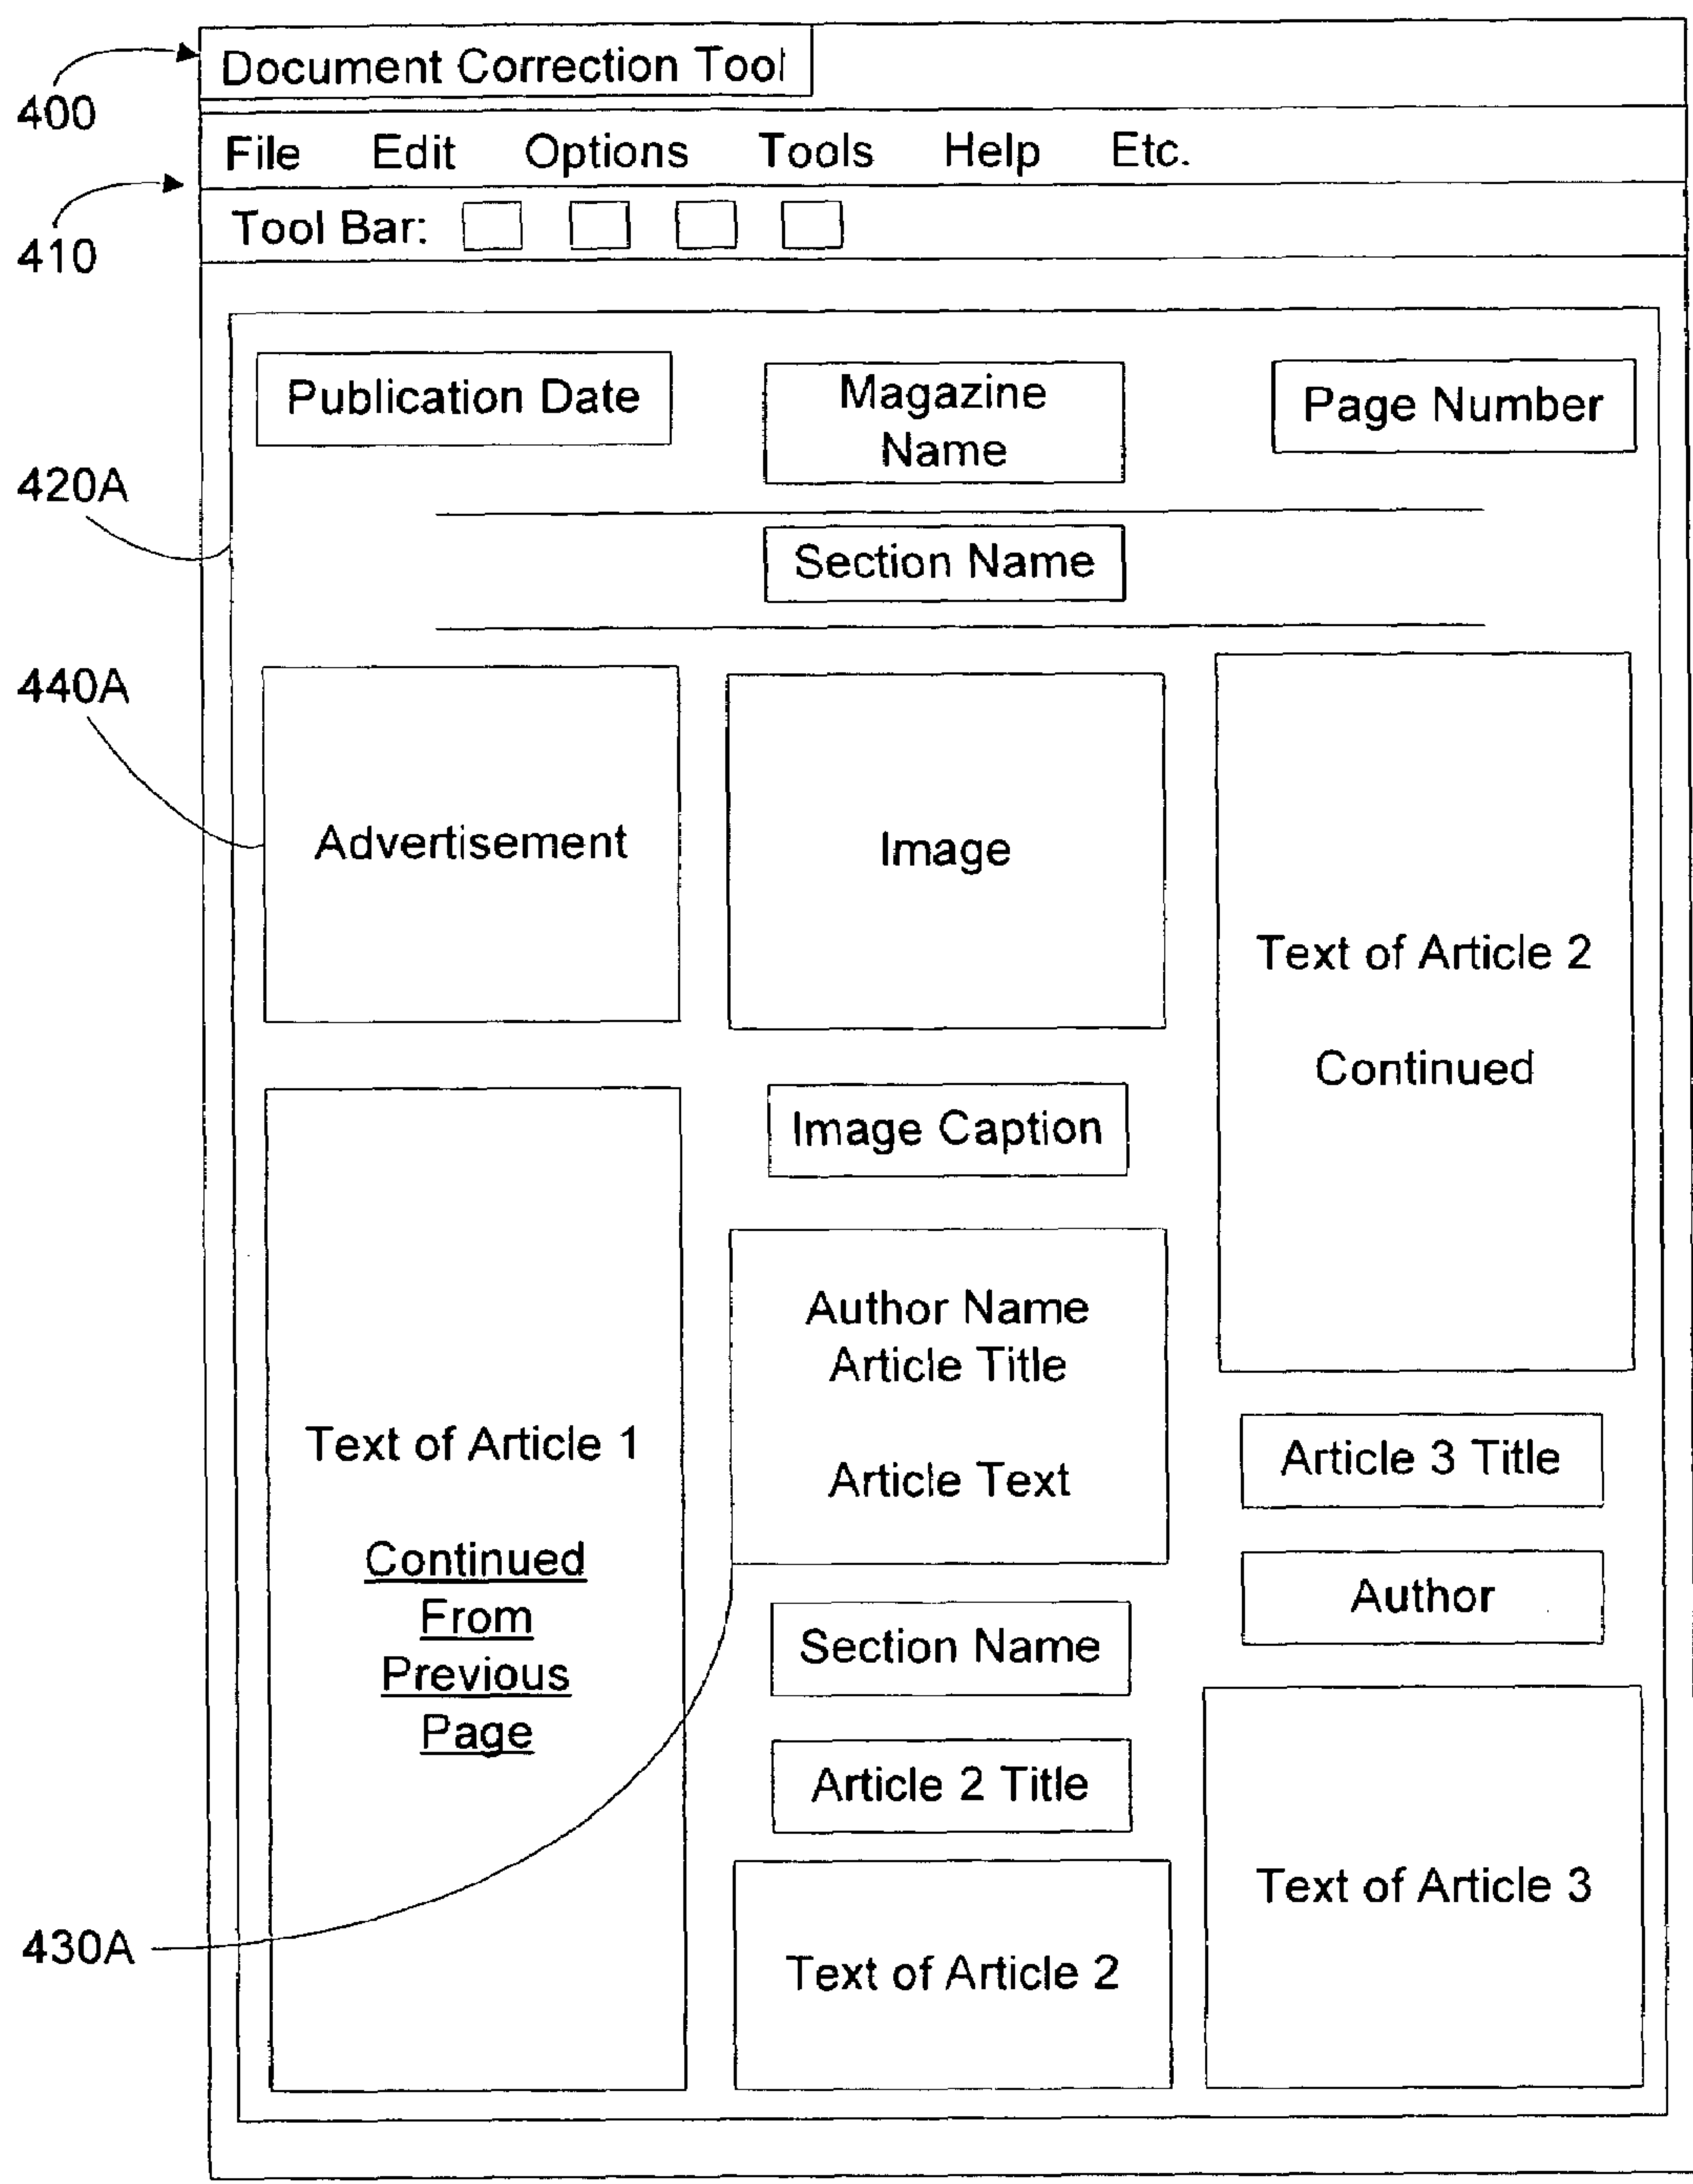 400
Document Correction Tool
File Edit Options Tools Help Etc.
410
Tool Bar:
Publication Date
Magazine
Name
Page Number
420A
Section Name
440A
Advertisement
Image
Text of Article 2
Continued
Image Caption
Text of Article 1
Continued
From
Previous
Page
Author Name
Article Title
Article Text
Section Name
Article 2 Title
Text of Article 2
Article 3 Title
Author
Text of Article 3
430A